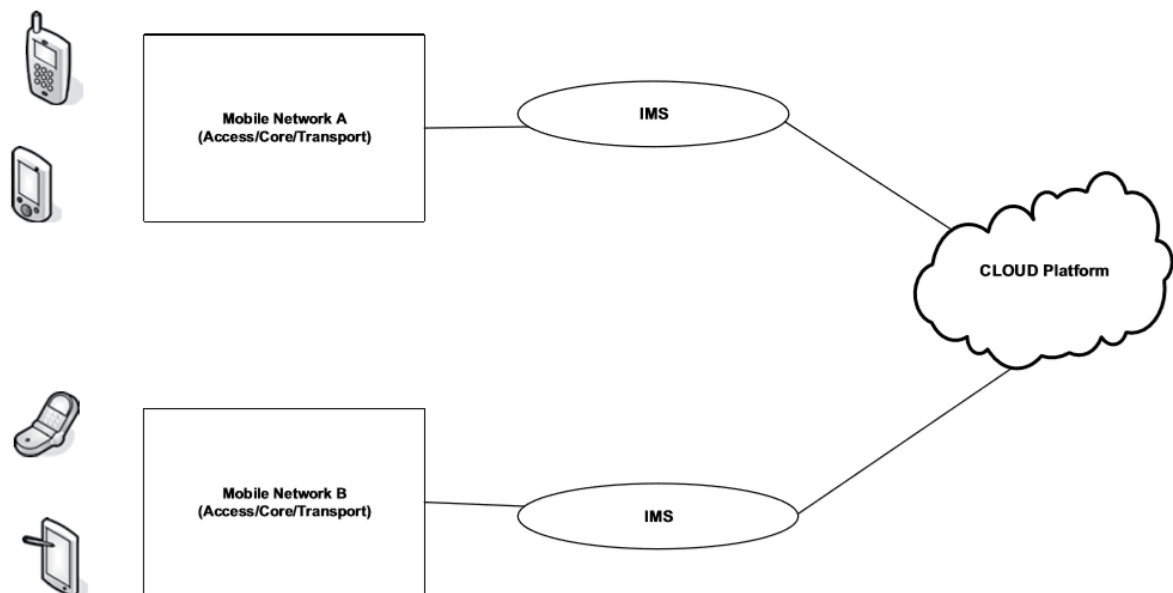 Mobile Network A
(Access/Core/Transport)
IMS
CLOUD Platform
Mobile Network B
(Access/Core/Transport)
IMS